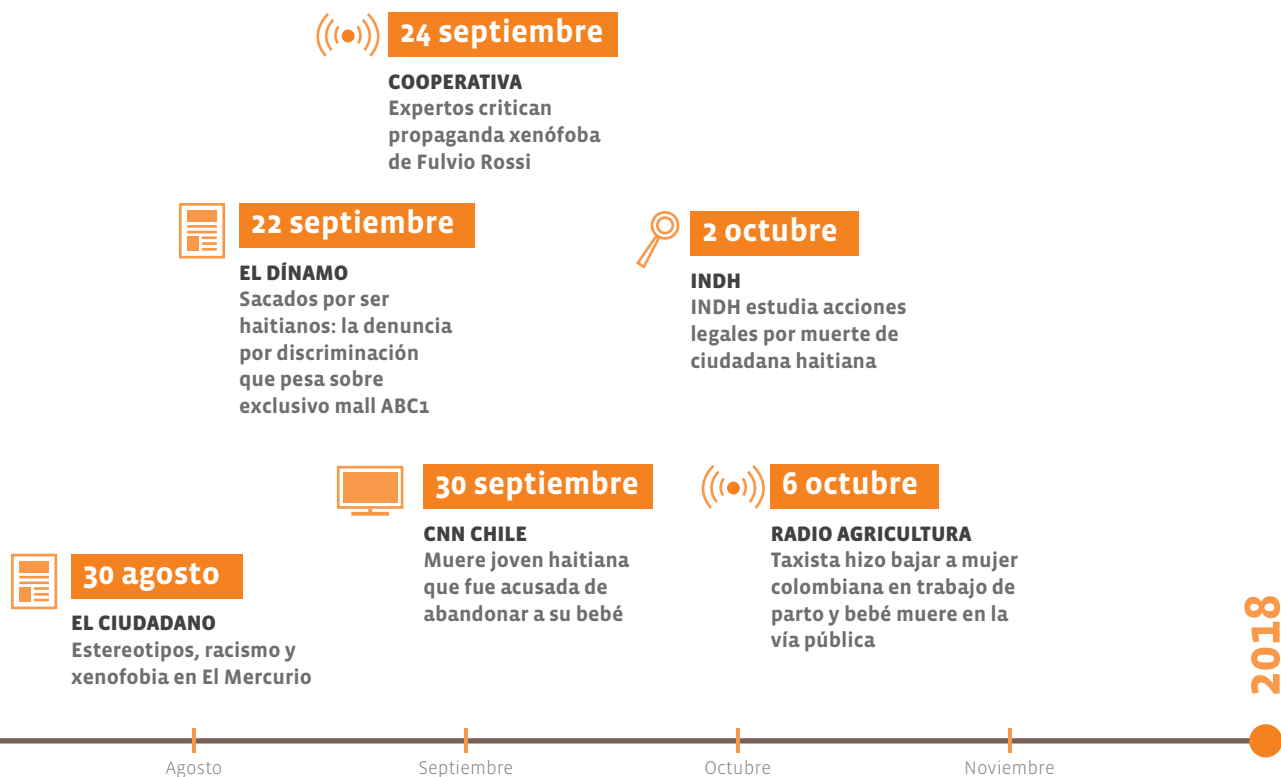 24 septiembre
COOPERATIVA
Expertos critican
propaganda xenófoba
de Fulvio Rossi
22 septiembre
EL DÍNAMO
Sacados por ser
haitianos: la denuncia
por discriminación
que pesa sobre
exclusivo mall ABC1
2 octubre
INDH
INDH estudia acciones
legales por muerte de
ciudadana haitiana
30 septiembre
CNN CHILE
Muere joven haitiana
que fue acusada de
abandonar a su bebé
6 octubre
RADIO AGRICULTURA
Taxista hizo bajar a mujer
colombiana en trabajo de
parto y bebé muere en la
vía pública
30 agosto
EL CIUDADANO
Estereotipos, racismo y
xenofobia en El Mercurio
2018
Agosto
Septiembre
Octubre
Noviembre